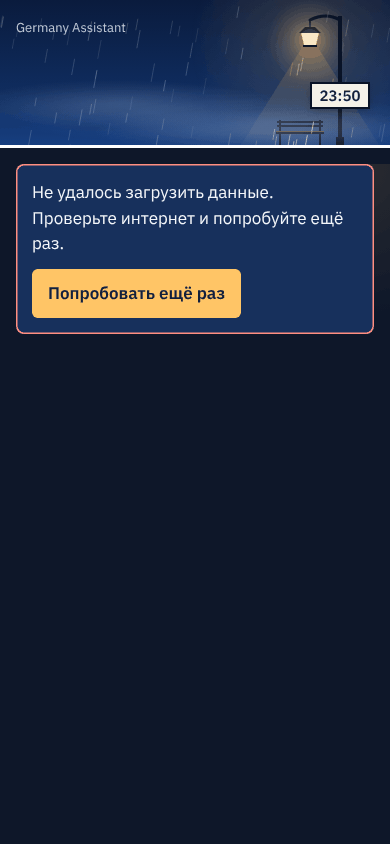 Germany Assistant
23:50
Не удалось загрузить данные.
Проверьте интернет и попробуйте ещё
раз.
Попробовать ещё раз